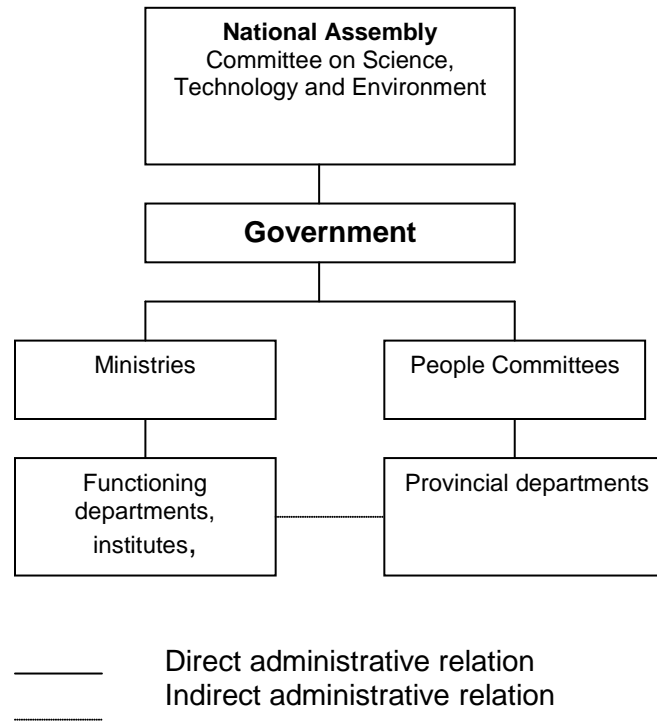 National Assembly
Committee on Science,
Technology and Environment
Government
Ministries
People Committees
Functioning
departments,
institutes,
Provincial departments
Direct administrative relation
Indirect administrative relation